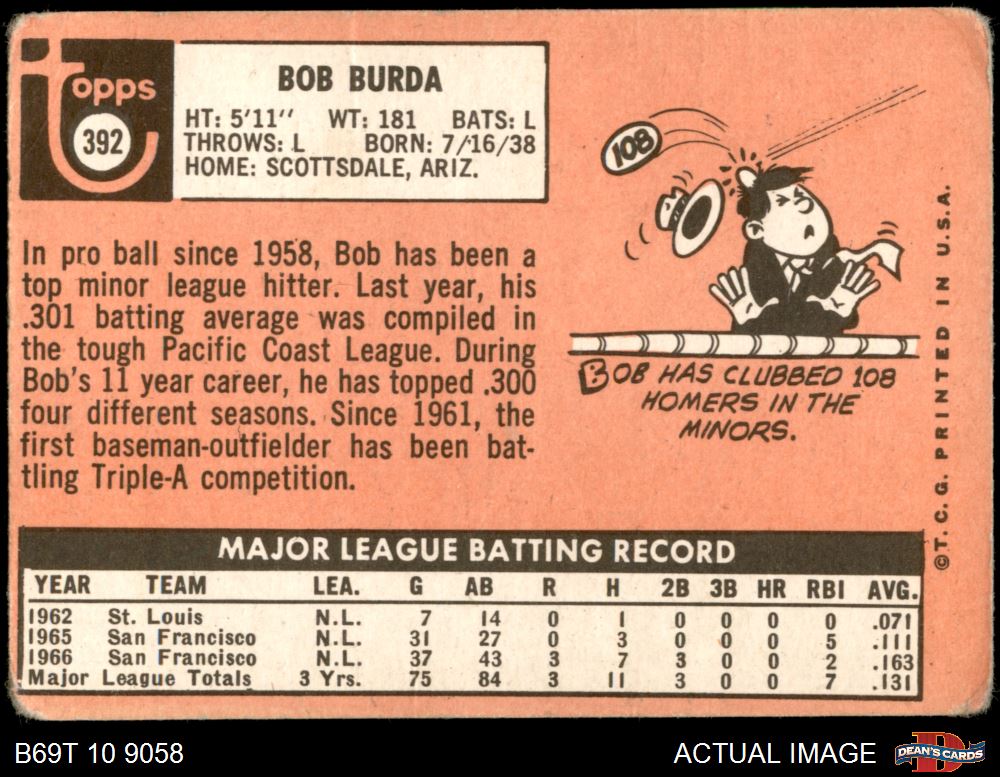 topps
392
BOB BURDA
HT: 5'11" WT: 181 BATS: L
THROWS: L BORN: 7/16/38
HOME: SCOTTSDALE, ARIZ.
In pro ball since 1958, Bob has been a
top minor league hitter. Last year, his
.301 batting average was compiled in
the tough Pacific Coast League. During
Bob's 11 year career, he has topped .300
four different seasons. Since 1961, the
first baseman-outfielder has been bat-
tling Triple-A competition.
108
BOB HAS CLUBBED 108
HOMERS IN THE
MINORS.
©T.C.G. PRINTED IN U.S.A.
MAJOR LEAGUE BATTING RECORD
YEAR TEAM LEA. G AB R H 2B 3B HR RBI AVG.
1962 St. Louis N.L. 7 14 0 1 0 0 0 0 .071
1965 San Francisco N.L. 31 27 0 3 0 0 0 5 .111
1966 San Francisco N.L. 37 43 3 7 3 0 0 2 .163
Major League Totals 3 Yrs. 75 84 3 11 3 0 0 7 .131
B69T 10 9058
ACTUAL IMAGE
DEAN'S CARDS